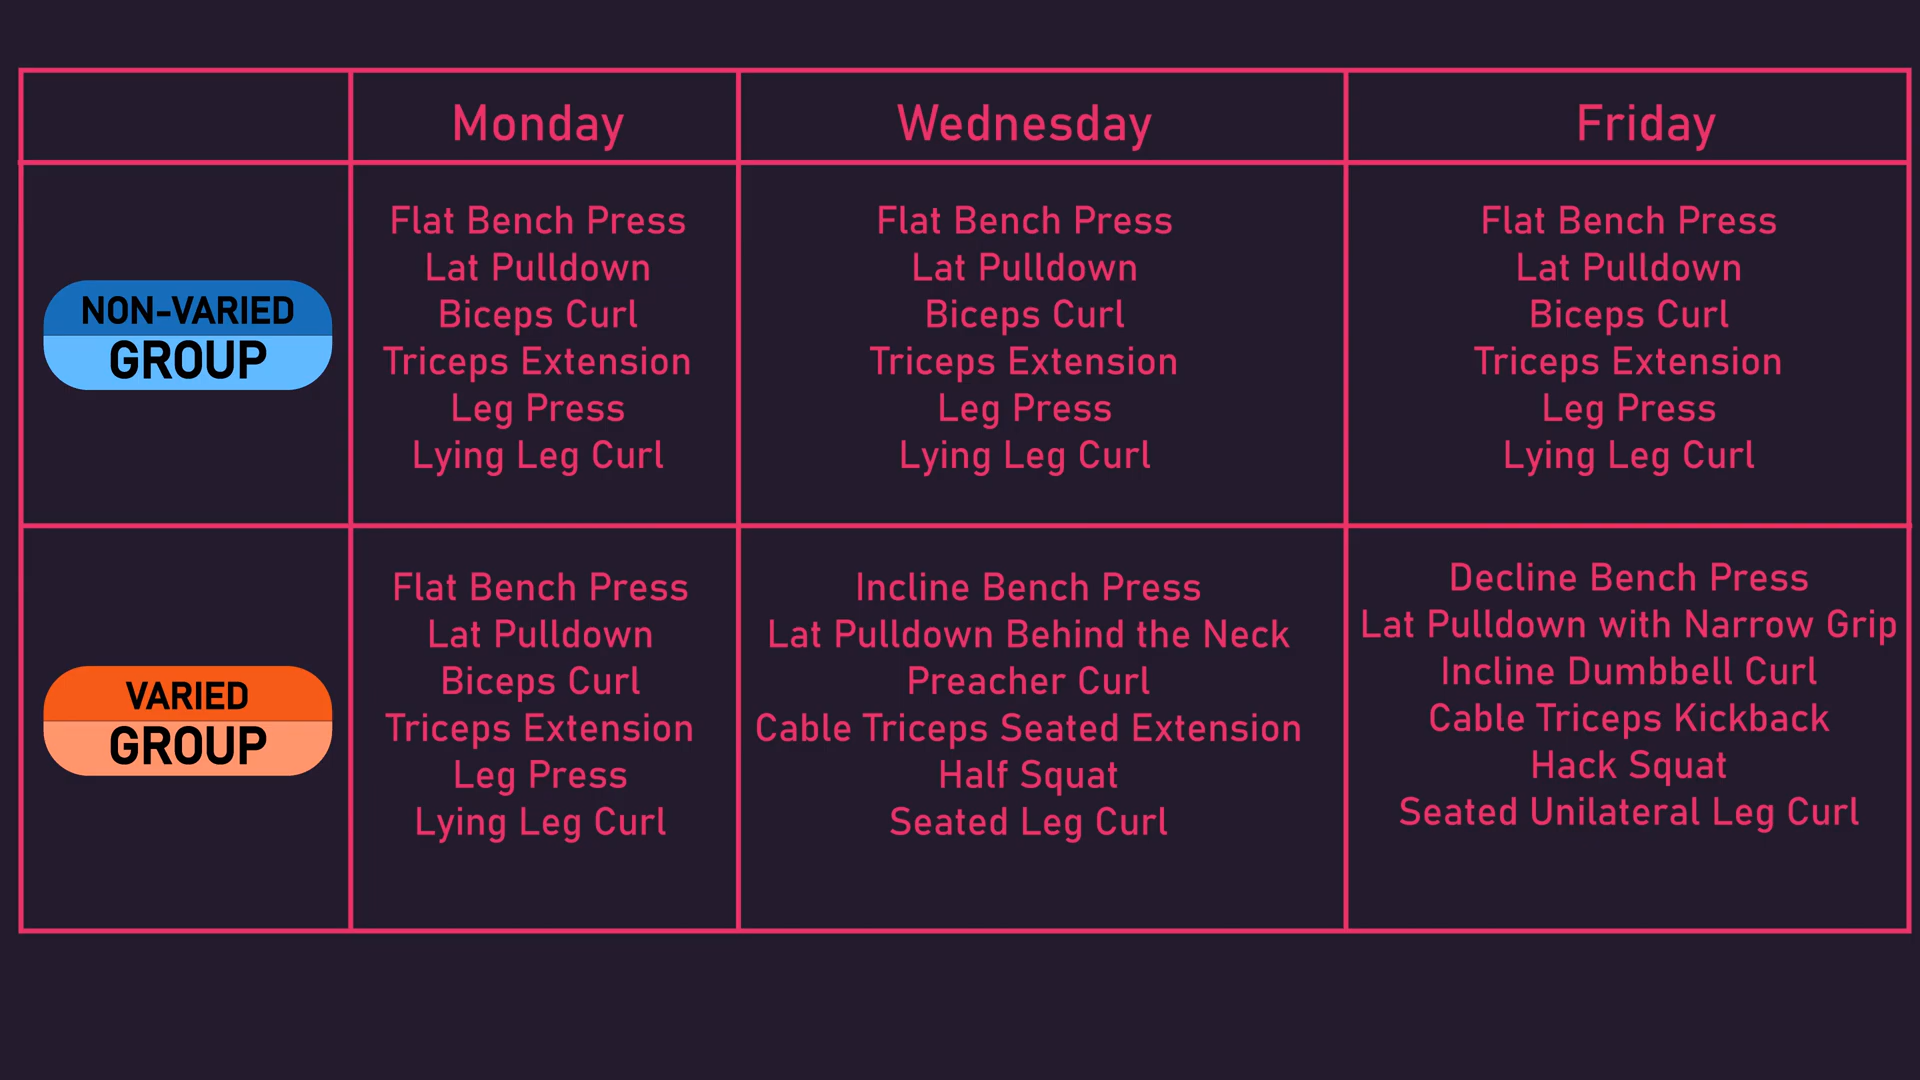 Monday
Wednesday
Friday
NON-VARIED
GROUP
Flat Bench Press
Lat Pulldown
Biceps Curl
Triceps Extension
Leg Press
Lying Leg Curl
Flat Bench Press
Lat Pulldown
Biceps Curl
Triceps Extension
Leg Press
Lying Leg Curl
Flat Bench Press
Lat Pulldown
Biceps Curl
Triceps Extension
Leg Press
Lying Leg Curl
VARIED
GROUP
Flat Bench Press
Lat Pulldown
Biceps Curl
Triceps Extension
Leg Press
Lying Leg Curl
Incline Bench Press
Lat Pulldown Behind the Neck
Preacher Curl
Cable Triceps Seated Extension
Half Squat
Seated Leg Curl
Decline Bench Press
Lat Pulldown with Narrow Grip
Incline Dumbbell Curl
Cable Triceps Kickback
Hack Squat
Seated Unilateral Leg Curl